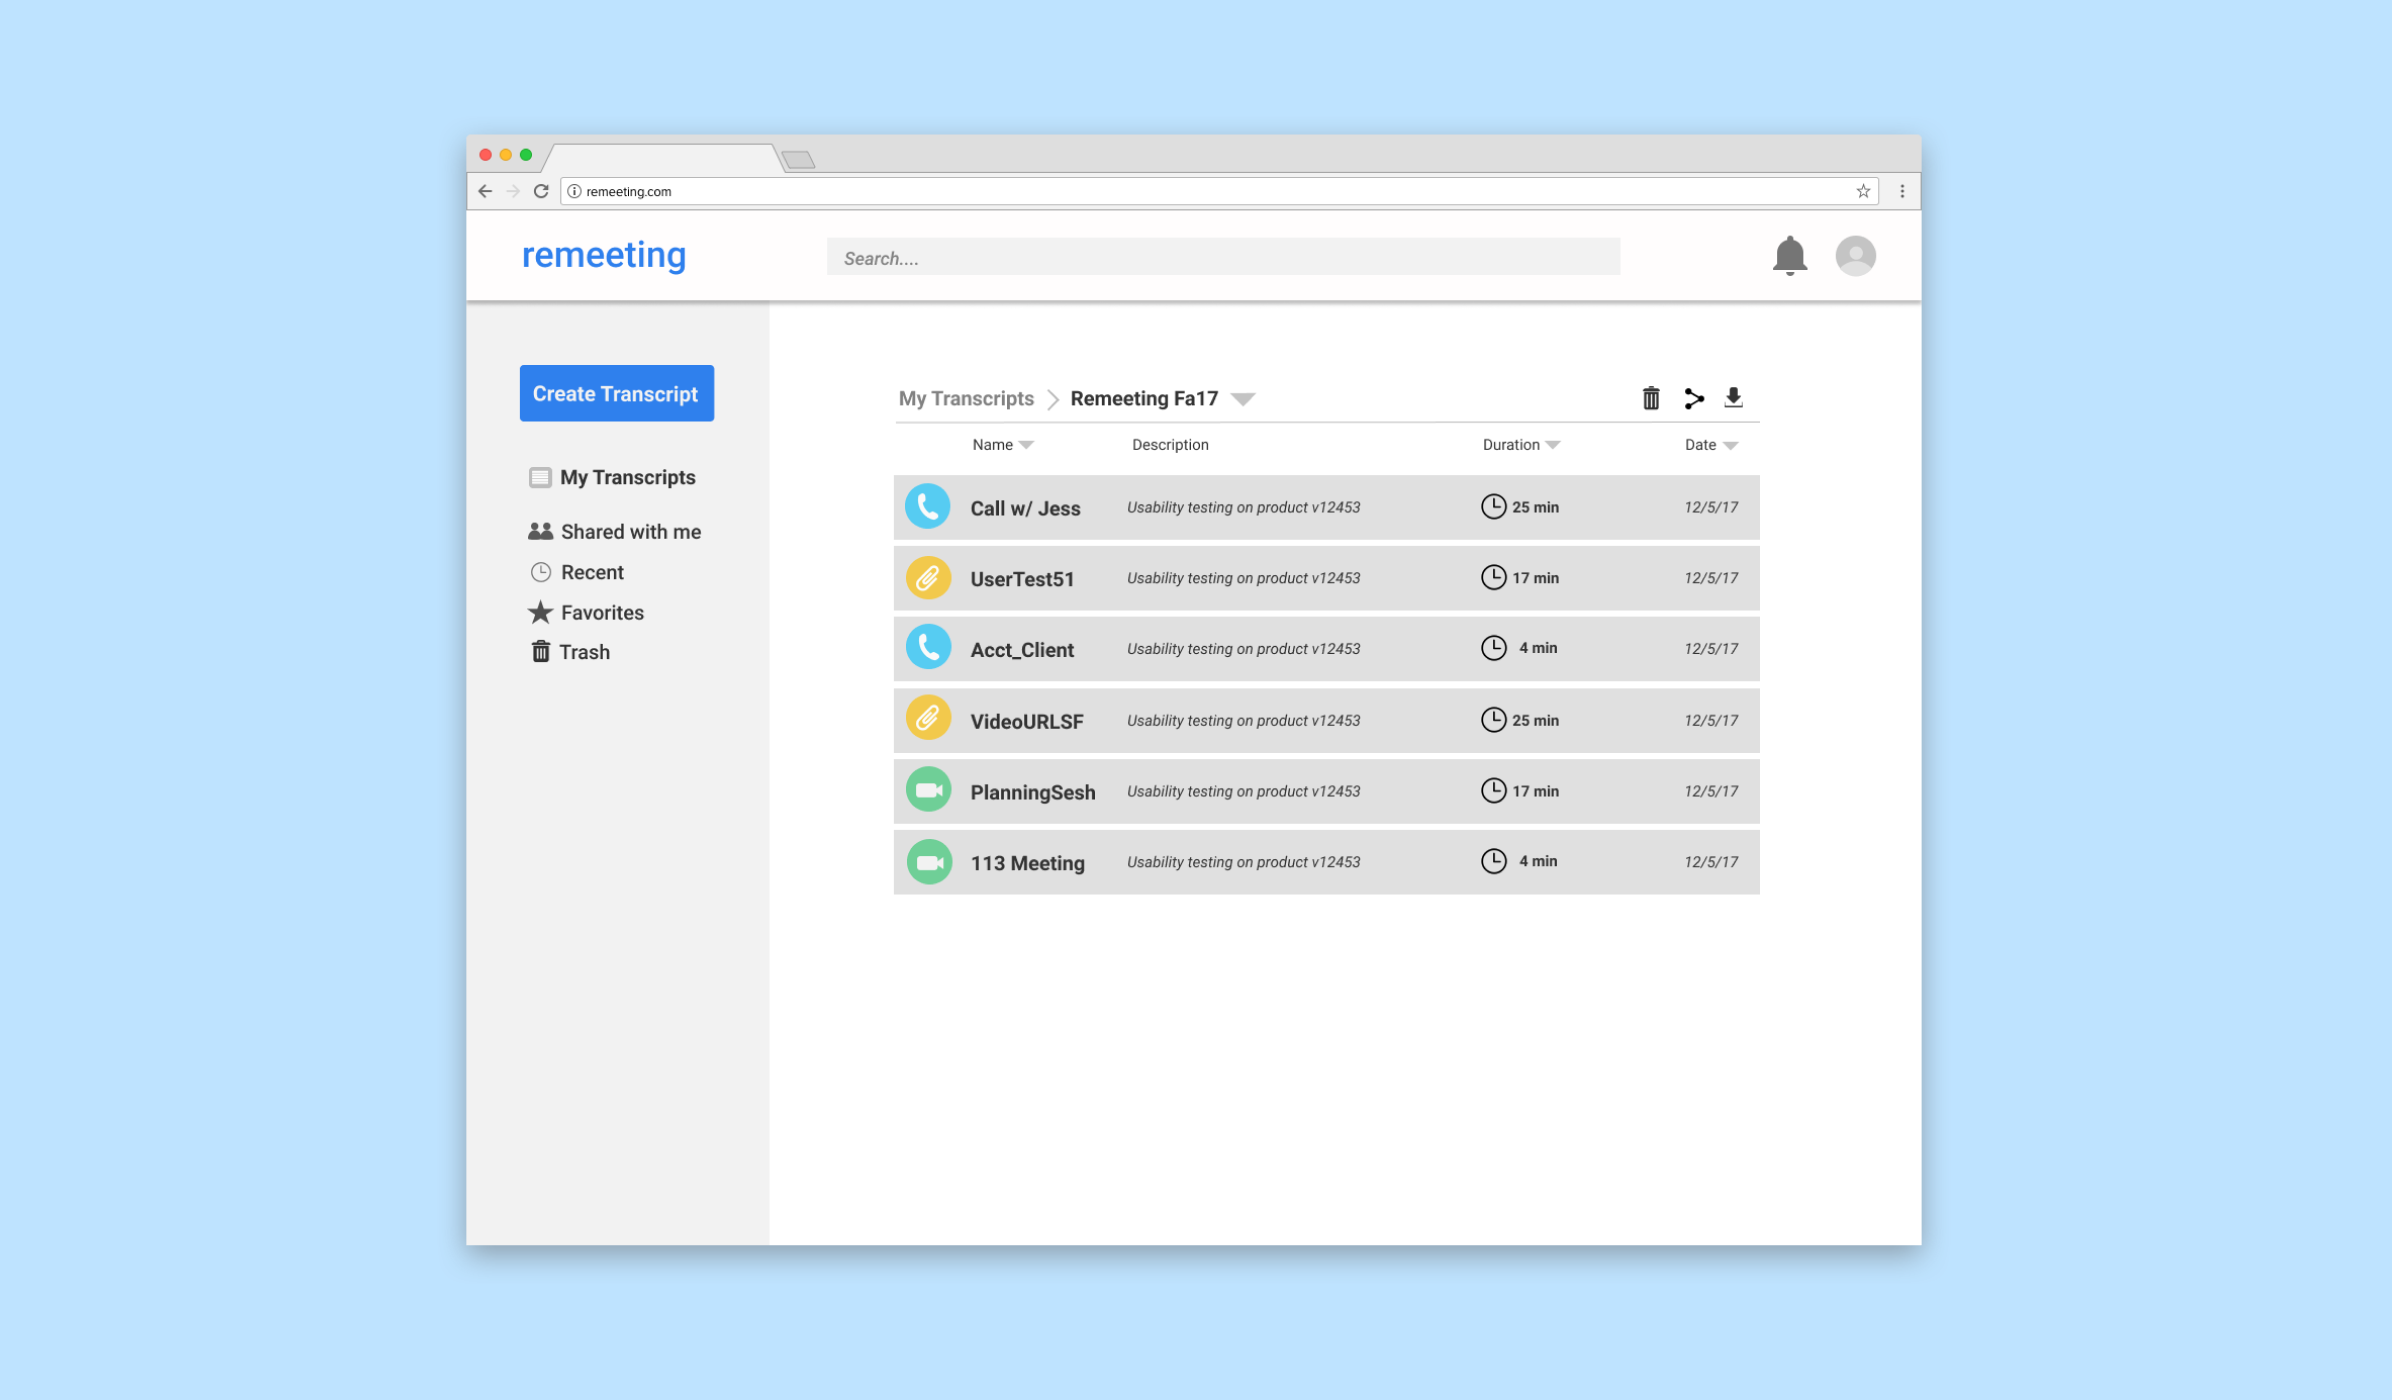 remeeting.com
remeeting
Search....
Create Transcript
My Transcripts
Shared with me
Recent
Favorites
Trash
My Transcripts Remeeting Fa17
Name Description Duration Date
Call w/ Jess Usability testing on product v12453 25 min 12/5/17
UserTest51 Usability testing on product v12453 17 min 12/5/17
Acct_Client Usability testing on product v12453 4 min 12/5/17
VideoURLSF Usability testing on product v12453 25 min 12/5/17
PlanningSesh Usability testing on product v12453 17 min 12/5/17
113 Meeting Usability testing on product v12453 4 min 12/5/17